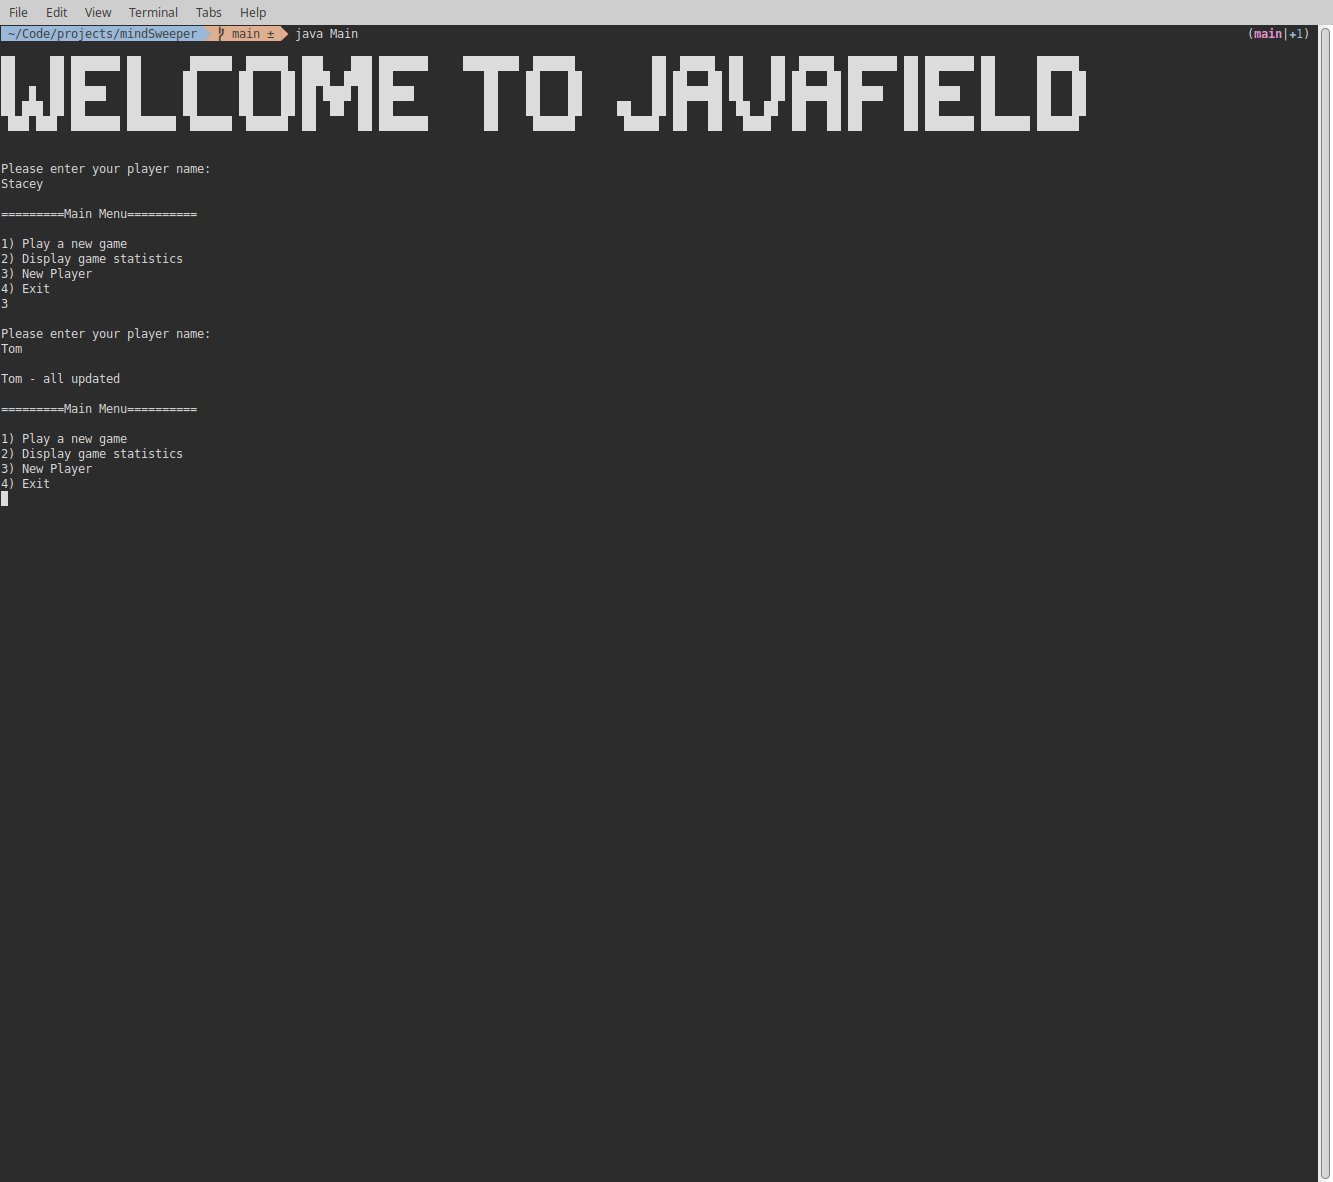 File Edit View Terminal Tabs Help
~/Code/projects/mindSweeper main ± java Main (main|+1)
WELCOME TO JAVAFIELD
Please enter your player name:
Stacey
=========Main Menu==========
1) Play a new game
2) Display game statistics
3) New Player
4) Exit
3
Please enter your player name:
Tom
Tom - all updated
=========Main Menu==========
1) Play a new game
2) Display game statistics
3) New Player
4) Exit